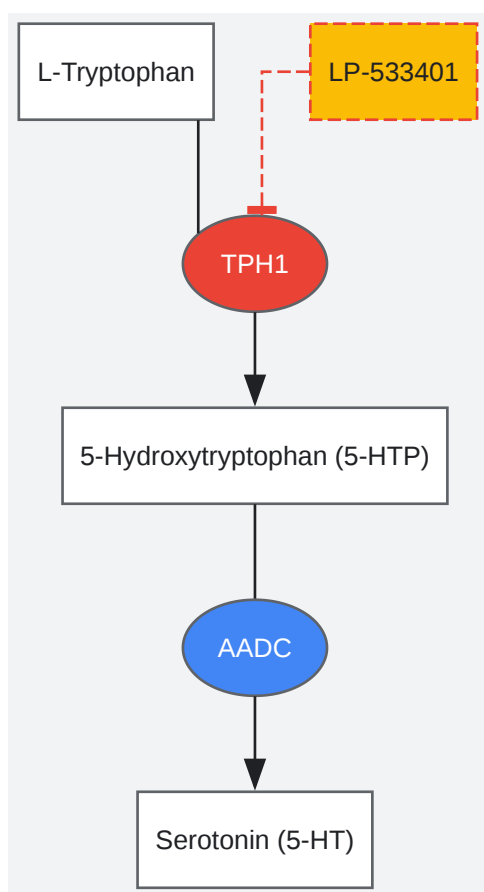 L-Tryptophan
LP-533401
TPH1
5-Hydroxytryptophan (5-HTP)
AADC
Serotonin (5-HT)